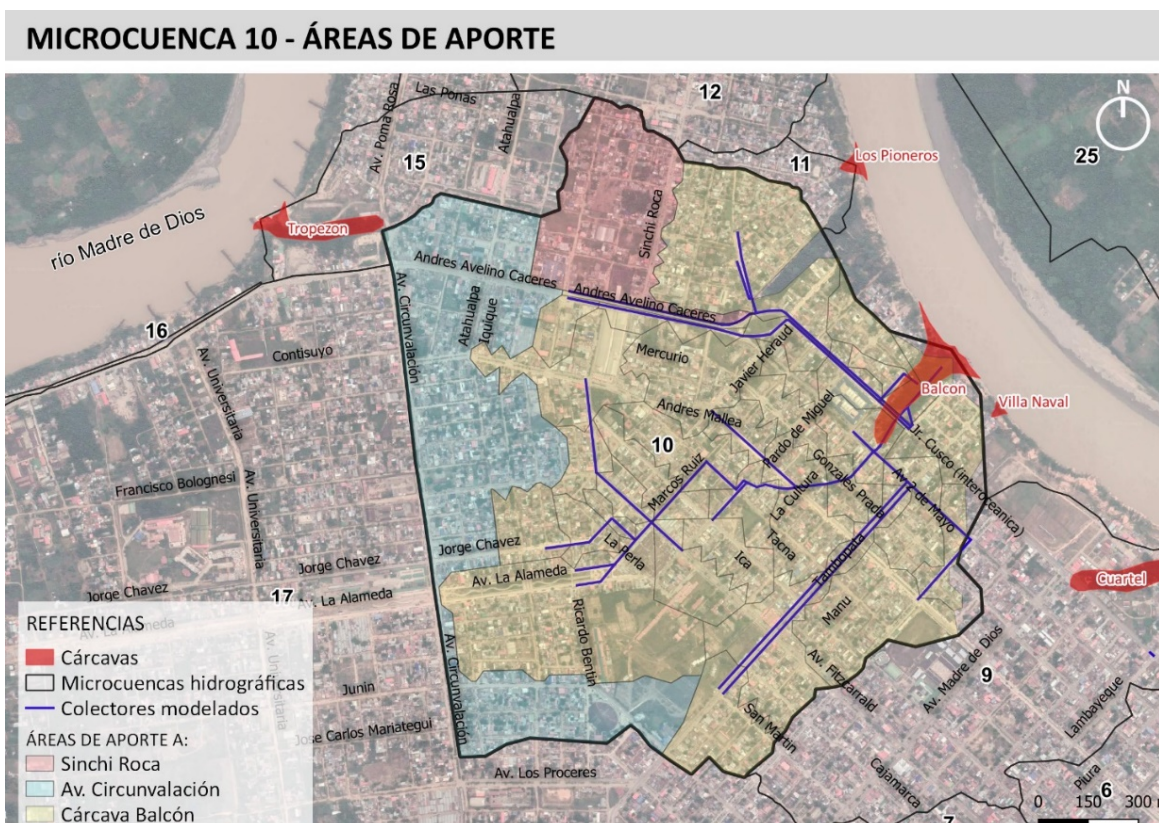 MICROCUENCA 10 - ÁREAS DE APORTE
12
N
Las Ponas
Av. Poma Rosa
Atahualpa
15
11
Los Pioneros
25
río Madre de Dios
Tropezon
Sinchi Roca
Andres Avelino Caceres
Andres Avelino Caceres
Av. Circunvalación
Atahualpa
Iquique
16
Contisuyo
Mercurio
Javier Heraud
Av. Universitaria
Balcon
Villa Naval
Andres Mallea
Pardo de Miguel
10
Jr. Cusco (interoceanica)
Francisco Bolognesi
Av. Universitaria
Marcos Ruiz
Gonzales Prada
La Cultura
Av. 2 de Mayo
Jorge Chavez
La Perla
Tacna
Ica
Tambopata
Jorge Chavez
Av. La Alameda
Cuartel
Jorge Chavez
17
Av. La Alameda
Av. La Alameda
Ricardo Bentin
Manu
REFERENCIAS
Cárcavas
Microcuencas hidrográficas
Colectores modelados
ÁREAS DE APORTE A:
Sinchi Roca
Av. Circunvalación
Cárcava Balcón
Av. Circunvalación
Junin
Jose Carlos Mariategui
Av. Fitzcarrald
Av. Madre de Dios
9
San Martin
Lambayeque
Av. Los Proceres
Cajamarca
Piura
6
7
0 150 300